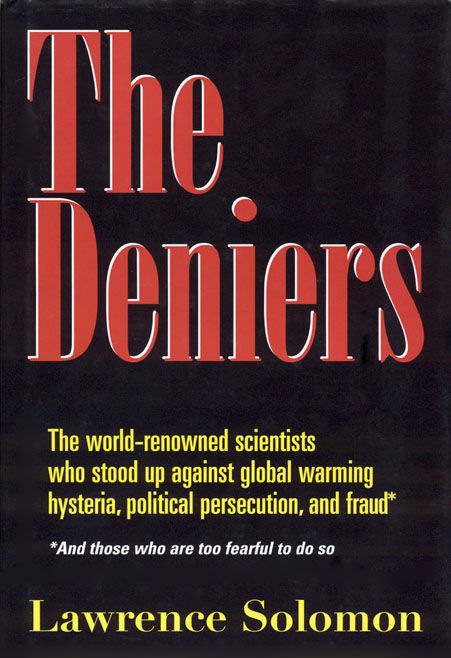 The
Deniers
The world-renowned scientists
who stood up against global warming
hysteria, political persecution, and fraud*
*And those who are too fearful to do so
Lawrence Solomon